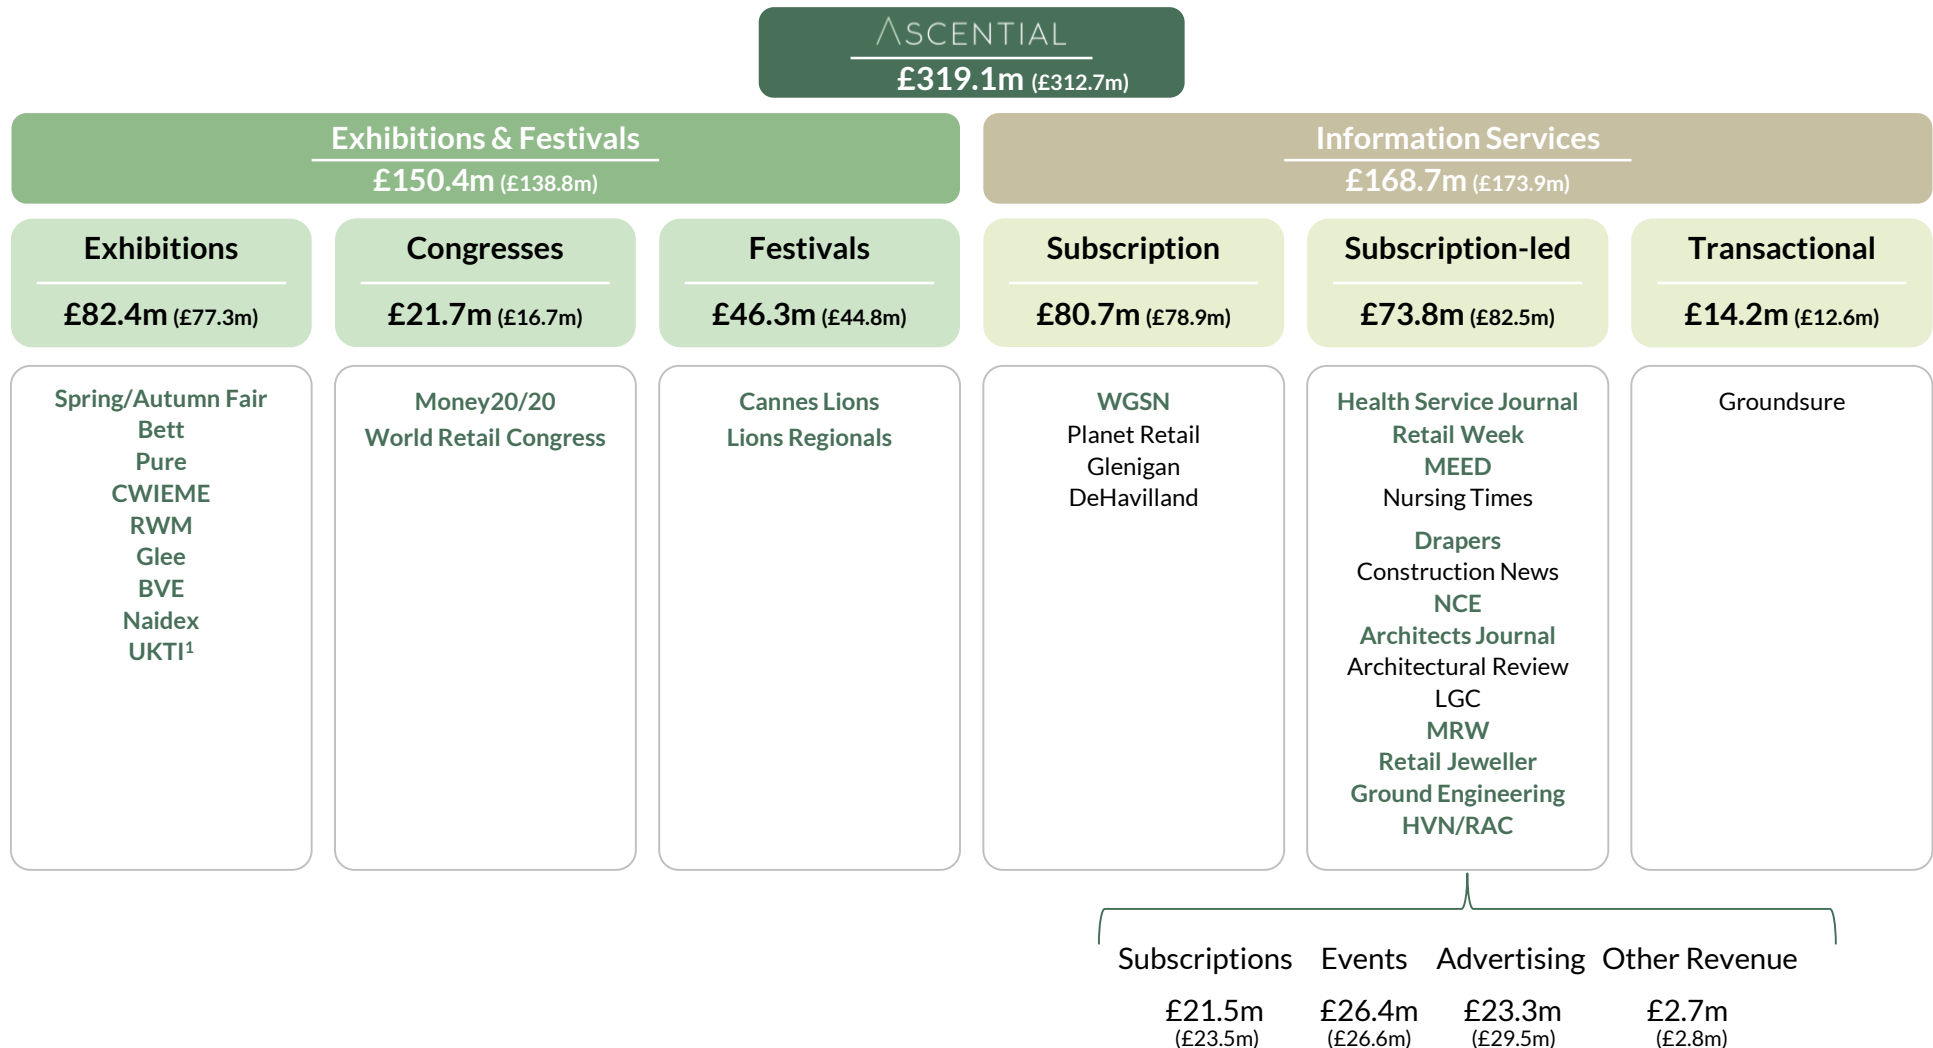 ASCENTIAL
£319.1m (£312.7m)
Exhibitions & Festivals
£150.4m (£138.8m)
Information Services
£168.7m (£173.9m)
Exhibitions
£82.4m (£77.3m)
Congresses
£21.7m (£16.7m)
Festivals
£46.3m (£44.8m)
Subscription
£80.7m (£78.9m)
Subscription-led
£73.8m (£82.5m)
Transactional
£14.2m (£12.6m)
Spring/Autumn Fair
Bett
Pure
CWIEME
RWM
Glee
BVE
Naidex
UKTI¹
Money20/20
World Retail Congress
Cannes Lions
Lions Regionals
WGSN
Planet Retail
Glenigan
DeHavilland
Health Service Journal
Retail Week
MEED
Nursing Times
Drapers
Construction News
NCE
Architects Journal
Architectural Review
LGC
MRW
Retail Jeweller
Ground Engineering
HVN/RAC
Groundsure
Subscriptions
£21.5m
(£23.5m)
Events
£26.4m
(£26.6m)
Advertising
£23.3m
(£29.5m)
Other Revenue
£2.7m
(£2.8m)